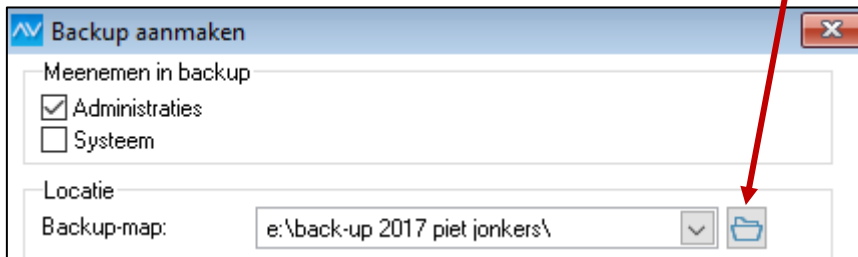 Backup aanmaken
Meenemen in backup
Administraties
Systeem
Locatie
Backup-map: e:\back-up 2017 piet jonkers\